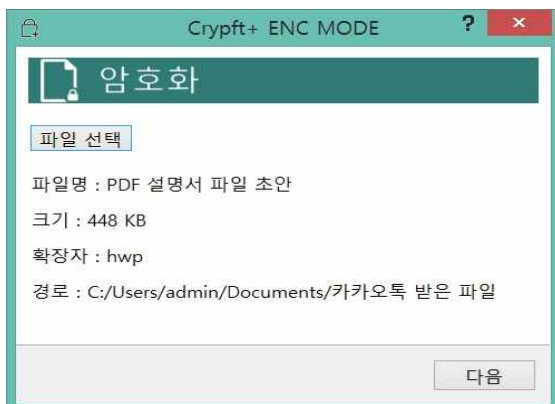 Crypft+ ENC MODE
암호화
파일 선택
파일명 : PDF 설명서 파일 초안
크기 : 448 KB
확장자 : hwp
경로 : C:/Users/admin/Documents/카카오톡 받은 파일
다음